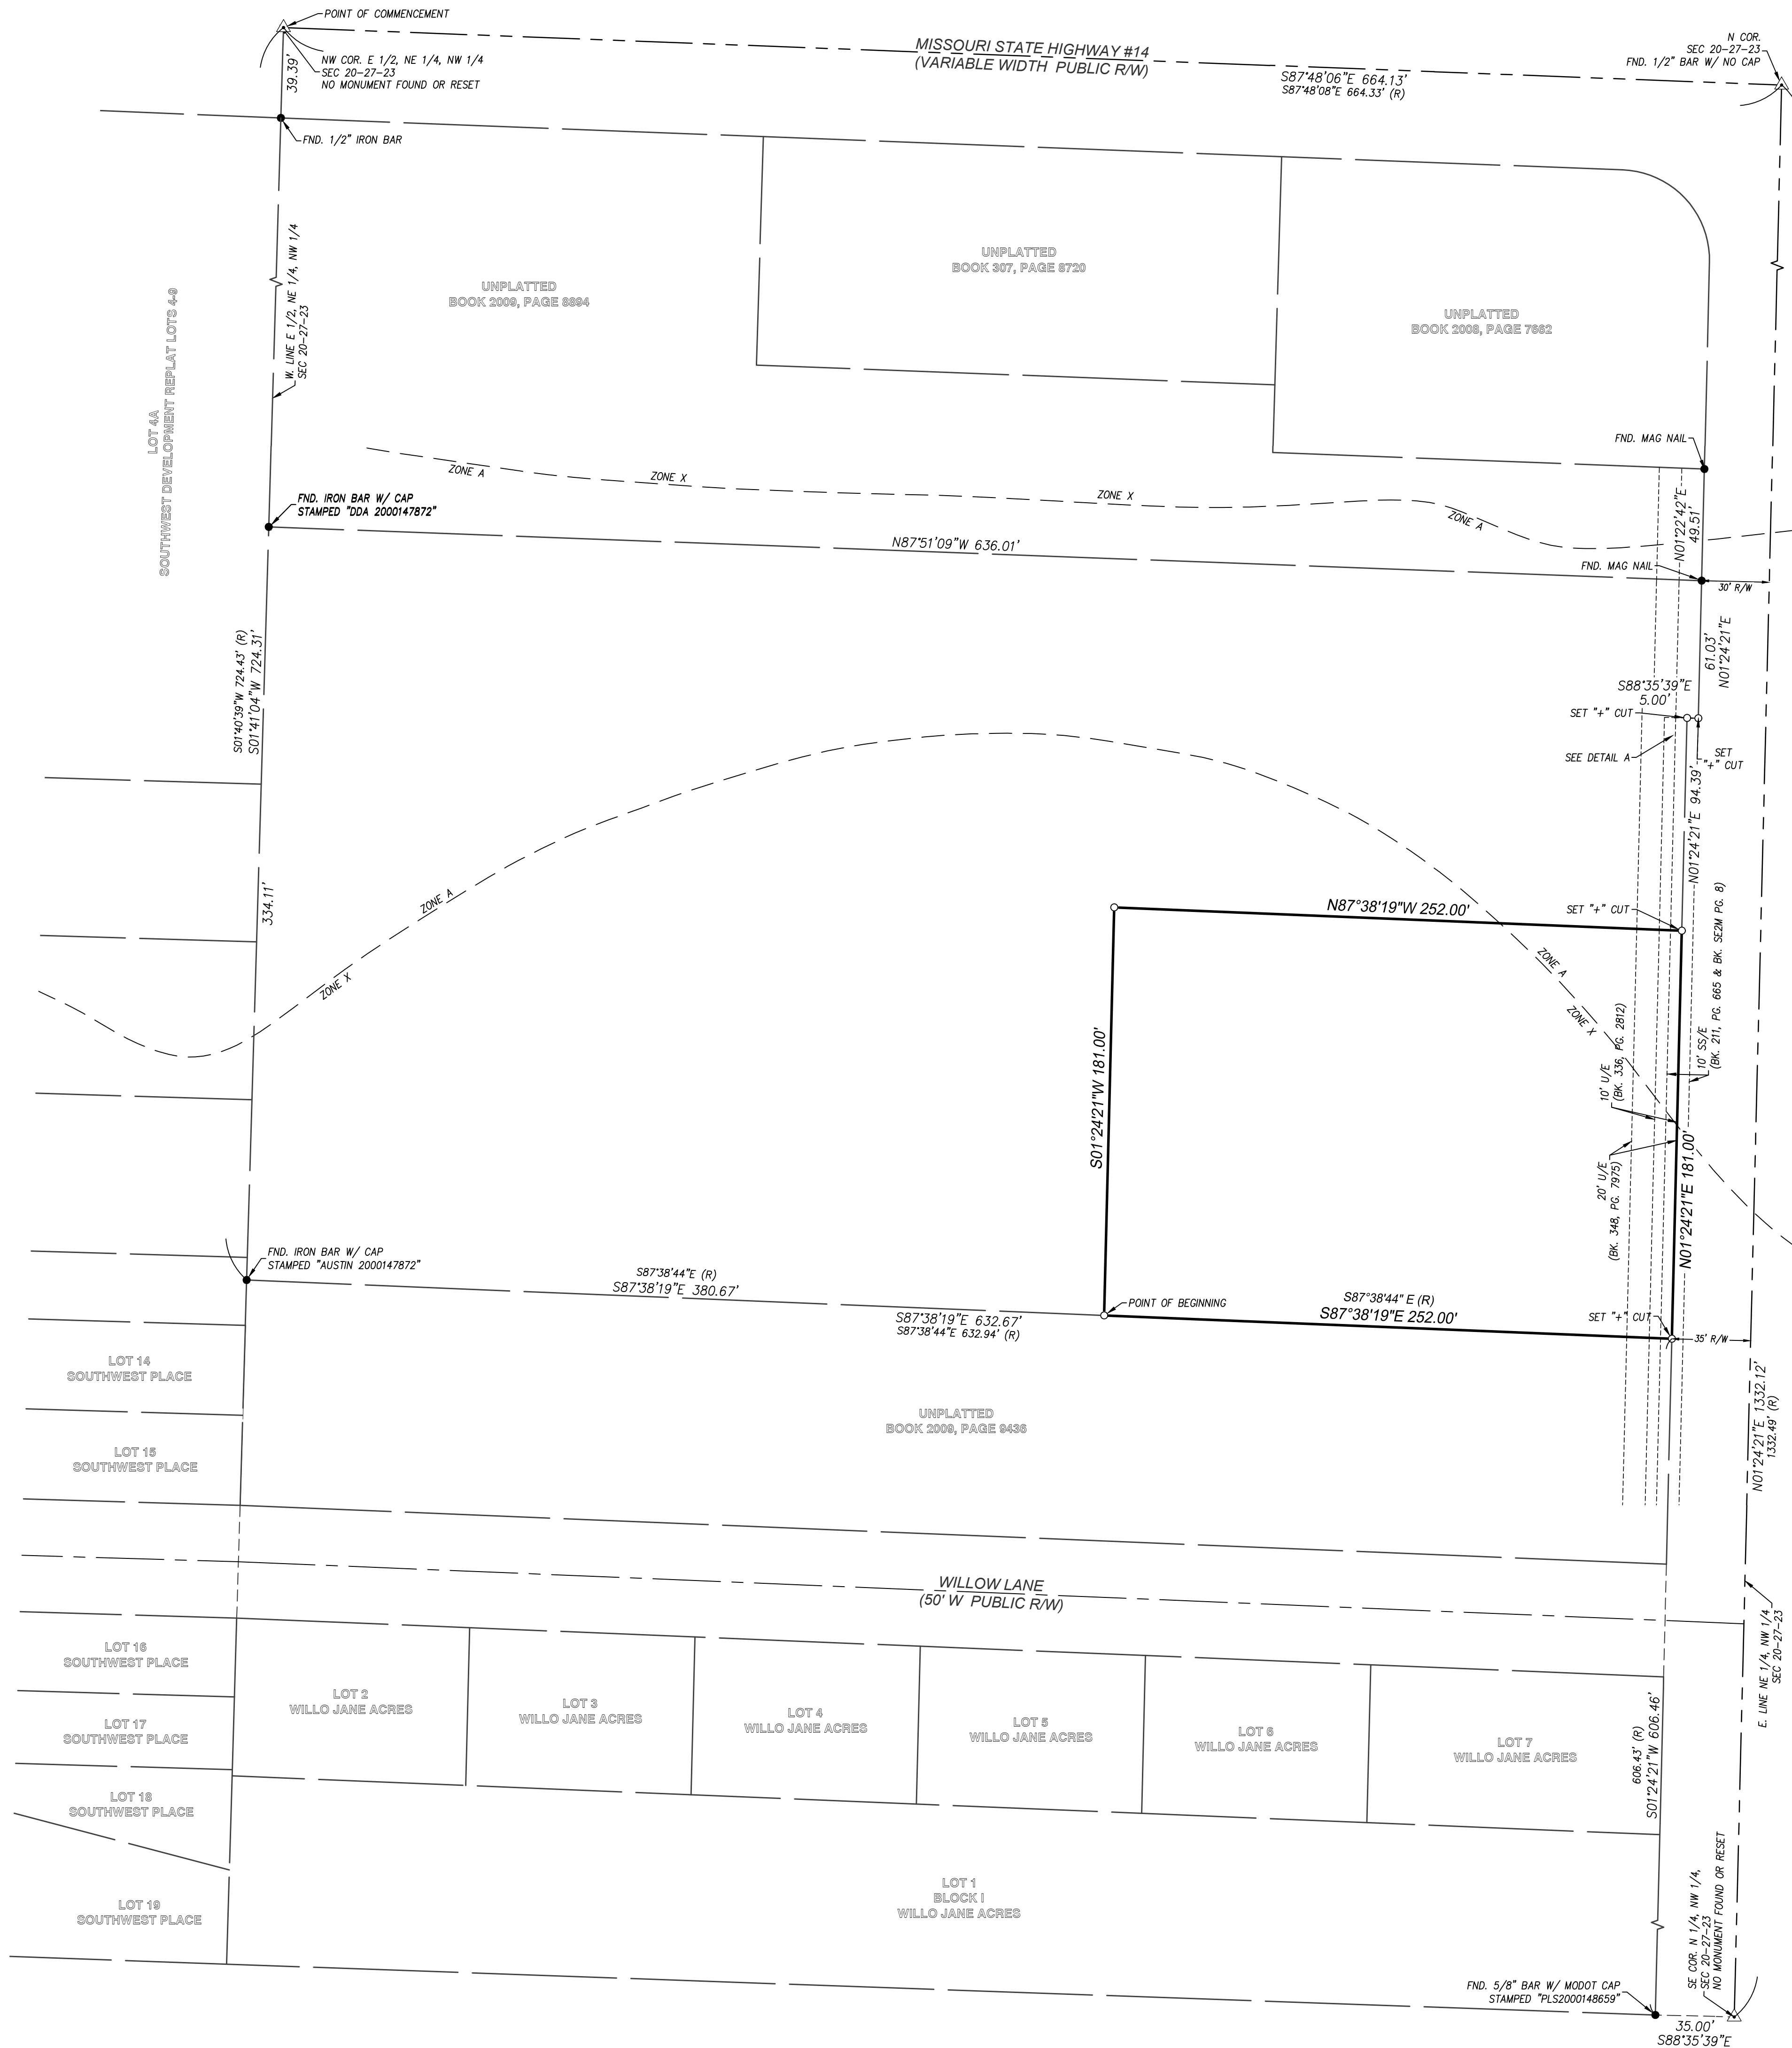 POINT OF COMMENCEMENT
NW COR. E 1/2, NE 1/4, NW 1/4
SEC 20-27-23
NO MONUMENT FOUND OR RESET
39.39'
FND. 1/2" IRON BAR
MISSOURI STATE HIGHWAY #14
(VARIABLE WIDTH PUBLIC R/W)
S87°48'06"E 664.13'
S87°48'08"E 664.33' (R)
N COR.
SEC 20-27-23
FND. 1/2" BAR W/ NO CAP
W. LINE E 1/2, NE 1/4, NW 1/4
SEC 20-27-23
UNPLATTED
BOOK 2009, PAGE 8894
UNPLATTED
BOOK 307, PAGE 8720
UNPLATTED
BOOK 2008, PAGE 7662
LOT 4A
SOUTHWEST DEVELOPMENT REPLAT LOTS 4-9
FND. MAG NAIL
ZONE A
ZONE X
ZONE X
ZONE A
FND. IRON BAR W/ CAP
STAMPED "DDA 2000147872"
N87°51'09"W 636.01'
N01°22'42"E
49.51'
FND. MAG NAIL
30' R/W
S01°40'39"W 724.43' (R)
S01°41'04"W 724.31'
61.03'
N01°24'21"E
S88°35'39"E
5.00'
SET "+" CUT
SEE DETAIL A
SET
"+" CUT
N01°24'21"E 94.39'
334.11'
ZONE A
ZONE X
N87°38'19"W 252.00'
SET "+" CUT
ZONE A
ZONE X
10' SS/E
(BK. 211, PG. 665 & BK. SE2M PG. 8)
10' U/E
(BK. 336, PG. 2812)
20' U/E
(BK. 348, PG. 7975)
S01°24'21"W 181.00'
N01°24'21"E 181.00'
FND. IRON BAR W/ CAP
STAMPED "AUSTIN 2000147872"
S87°38'44"E (R)
S87°38'19"E 380.67'
POINT OF BEGINNING
S87°38'44" E (R)
S87°38'19"E 252.00'
S87°38'19"E 632.67'
S87°38'44"E 632.94' (R)
SET "+" CUT
35' R/W
N01°24'21"E 1332.12'
1332.49' (R)
LOT 14
SOUTHWEST PLACE
UNPLATTED
BOOK 2009, PAGE 9436
LOT 15
SOUTHWEST PLACE
WILLOW LANE
(50' W PUBLIC R/W)
E. LINE NE 1/4, NW 1/4
SEC 20-27-23
LOT 16
SOUTHWEST PLACE
LOT 17
SOUTHWEST PLACE
LOT 18
SOUTHWEST PLACE
LOT 19
SOUTHWEST PLACE
LOT 2
WILLO JANE ACRES
LOT 3
WILLO JANE ACRES
LOT 4
WILLO JANE ACRES
LOT 5
WILLO JANE ACRES
LOT 6
WILLO JANE ACRES
LOT 7
WILLO JANE ACRES
606.43' (R)
S01°24'21"W 606.46'
LOT 1
BLOCK I
WILLO JANE ACRES
SE COR. N 1/4, NW 1/4,
SEC 20-27-23
NO MONUMENT FOUND OR RESET
FND. 5/8" BAR W/ MODOT CAP
STAMPED "PLS2000148659"
35.00'
S88°35'39"E